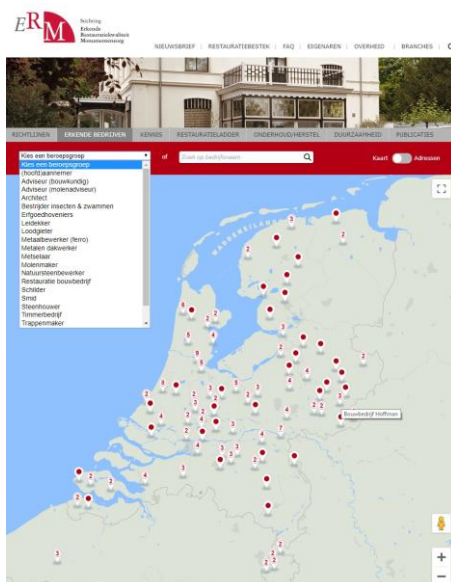 ERM
Stichting
Erkende
Restauratiekwaliteit
Monumentenzorg
NIEUWSBRIEF | RESTAURATIEBESTEK | FAQ | EIGENAREN | OVERHEID | BRANCHES |
RICHTLIJNEN ERKENDE BEDRIJVEN KENNIS RESTAURATIELADDER ONDERHOUD/HERSTEL DUURZAAMHEID PUBLICATIES
Kies een beroepsgroep of Zoek op bedrijfsnaam Kaart Adressen
Kies een beroepsgroep
(hoofd)aannemer
Adviseur (bouwkundig)
Adviseur (molenadviseur)
Architect
Bestrijder insecten & zwammen
Erfgoedhoveniers
Leidekker
Loodgieter
Metaalbewerker (ferro)
Metalen dakwerker
Metselaar
Molenmaker
Natuursteenbewerker
Restauratie bouwbedrijf
Schilder
Smid
Steenhouwer
Timmerbedrijf
Trappenmaker
WADDENEILANDEN
Bouwbedrijf Hoffman